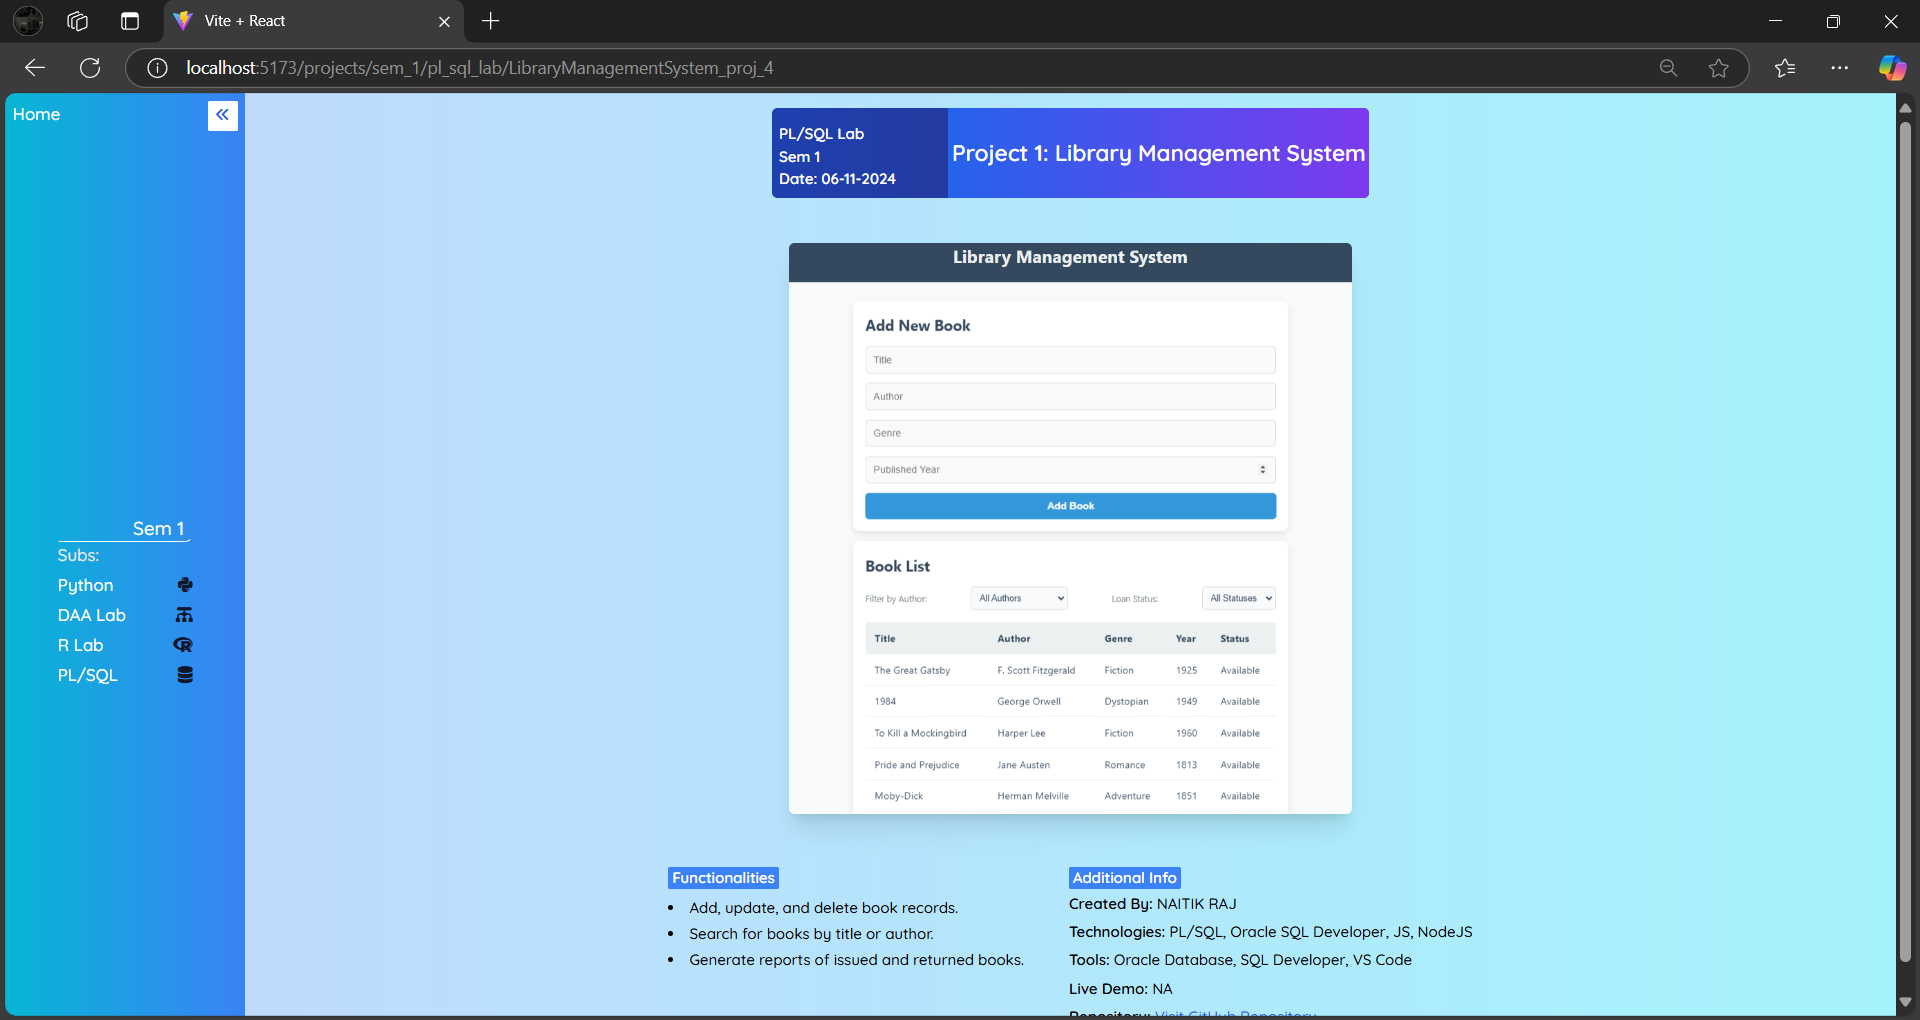 Vite + React
localhost:5173/projects/sem_1/pl_sql_lab/LibraryManagementSystem_proj_4
Home
PL/SQL Lab
Sem 1
Date: 06-11-2024
Project 1: Library Management System
Sem 1
Subs:
Python
DAA Lab
R Lab
PL/SQL
Library Management System
Add New Book
Title
Author
Genre
Published Year
Add Book
Book List
Filter by Author: All Authors Loan Status: All Statuses
Title Author Genre Year Status
The Great Gatsby F. Scott Fitzgerald Fiction 1925 Available
1984 George Orwell Dystopian 1949 Available
To Kill a Mockingbird Harper Lee Fiction 1960 Available
Pride and Prejudice Jane Austen Romance 1813 Available
Moby-Dick Herman Melville Adventure 1851 Available
Functionalities
Add, update, and delete book records.
Search for books by title or author.
Generate reports of issued and returned books.
Additional Info
Created By: NAITIK RAJ
Technologies: PL/SQL, Oracle SQL Developer, JS, NodeJS
Tools: Oracle Database, SQL Developer, VS Code
Live Demo: NA
Repository: Visit GitHub Repository